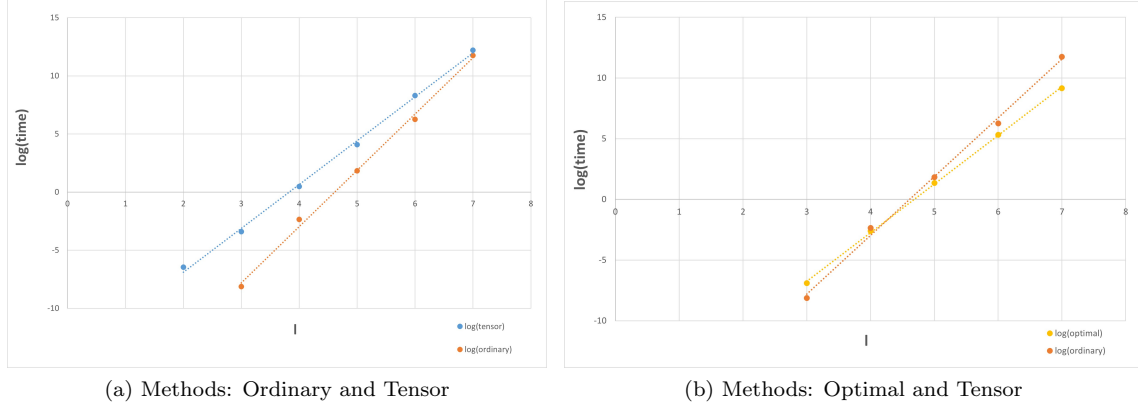 15
10
5
0
-5
-10
0 1 2 3 4 5 6 7 8
log(time)
I
log(tensor)
log(ordinary)
(a) Methods: Ordinary and Tensor
15
10
5
0
-5
-10
0 1 2 3 4 5 6 7 8
log(time)
I
log(optimal)
log(ordinary)
(b) Methods: Optimal and Tensor